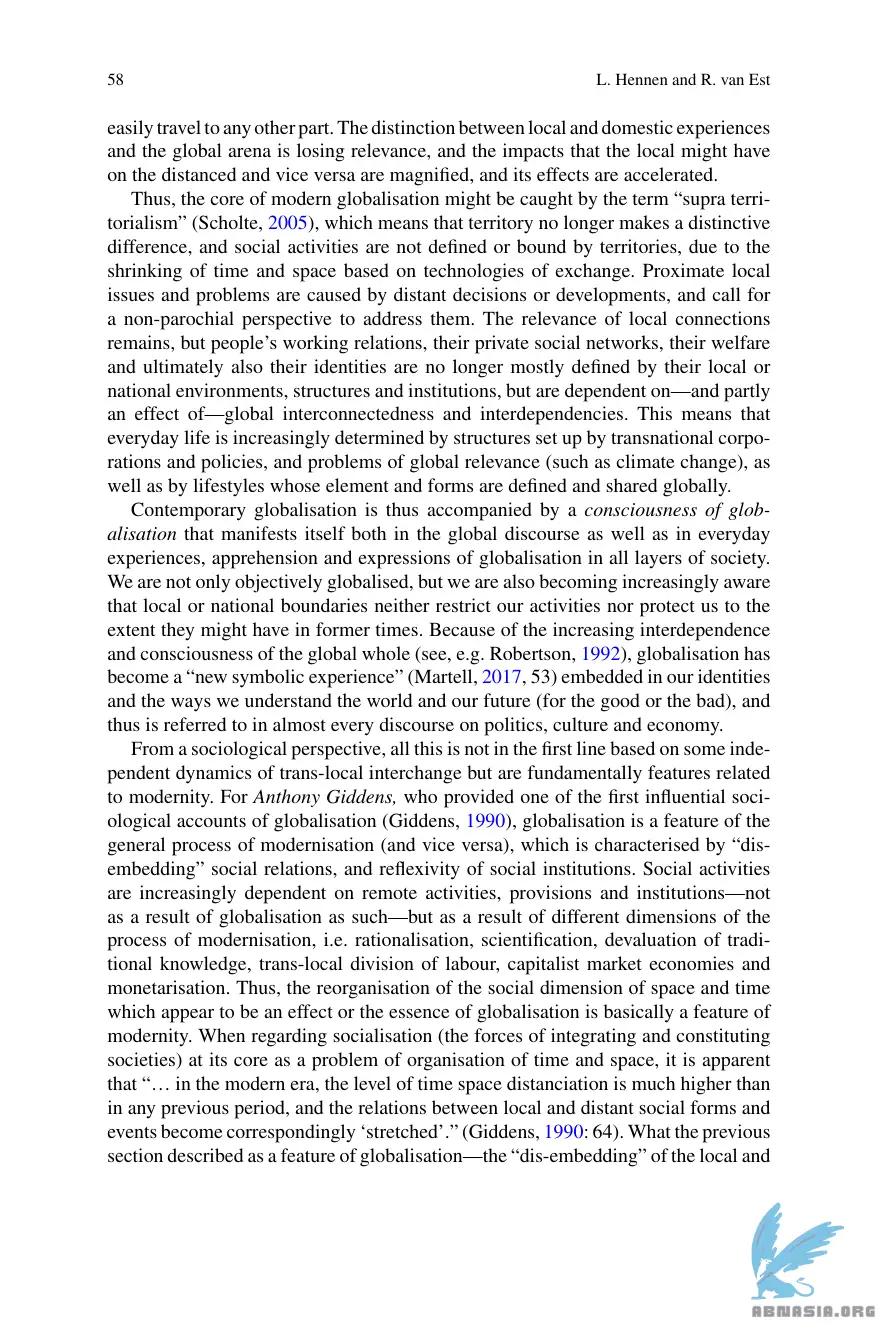 58 L. Hennen and R. van Est
easily travel to any other part. The distinction between local and domestic experiences
and the global arena is losing relevance, and the impacts that the local might have
on the distanced and vice versa are magnified, and its effects are accelerated.
Thus, the core of modern globalisation might be caught by the term “supra terri-
torialism” (Scholte, 2005), which means that territory no longer makes a distinctive
difference, and social activities are not defined or bound by territories, due to the
shrinking of time and space based on technologies of exchange. Proximate local
issues and problems are caused by distant decisions or developments, and call for
a non-parochial perspective to address them. The relevance of local connections
remains, but people’s working relations, their private social networks, their welfare
and ultimately also their identities are no longer mostly defined by their local or
national environments, structures and institutions, but are dependent on—and partly
an effect of—global interconnectedness and interdependencies. This means that
everyday life is increasingly determined by structures set up by transnational corpo-
rations and policies, and problems of global relevance (such as climate change), as
well as by lifestyles whose element and forms are defined and shared globally.
Contemporary globalisation is thus accompanied by a consciousness of glob-
alisation that manifests itself both in the global discourse as well as in everyday
experiences, apprehension and expressions of globalisation in all layers of society.
We are not only objectively globalised, but we are also becoming increasingly aware
that local or national boundaries neither restrict our activities nor protect us to the
extent they might have in former times. Because of the increasing interdependence
and consciousness of the global whole (see, e.g. Robertson, 1992), globalisation has
become a “new symbolic experience” (Martell, 2017, 53) embedded in our identities
and the ways we understand the world and our future (for the good or the bad), and
thus is referred to in almost every discourse on politics, culture and economy.
From a sociological perspective, all this is not in the first line based on some inde-
pendent dynamics of trans-local interchange but are fundamentally features related
to modernity. For Anthony Giddens, who provided one of the first influential soci-
ological accounts of globalisation (Giddens, 1990), globalisation is a feature of the
general process of modernisation (and vice versa), which is characterised by “dis-
embedding” social relations, and reflexivity of social institutions. Social activities
are increasingly dependent on remote activities, provisions and institutions—not
as a result of globalisation as such—but as a result of different dimensions of the
process of modernisation, i.e. rationalisation, scientification, devaluation of tradi-
tional knowledge, trans-local division of labour, capitalist market economies and
monetarisation. Thus, the reorganisation of the social dimension of space and time
which appear to be an effect or the essence of globalisation is basically a feature of
modernity. When regarding socialisation (the forces of integrating and constituting
societies) at its core as a problem of organisation of time and space, it is apparent
that “… in the modern era, the level of time space distanciation is much higher than
in any previous period, and the relations between local and distant social forms and
events become correspondingly ‘stretched’.” (Giddens, 1990: 64). What the previous
section described as a feature of globalisation—the “dis-embedding” of the local and
ABNASIA.ORG